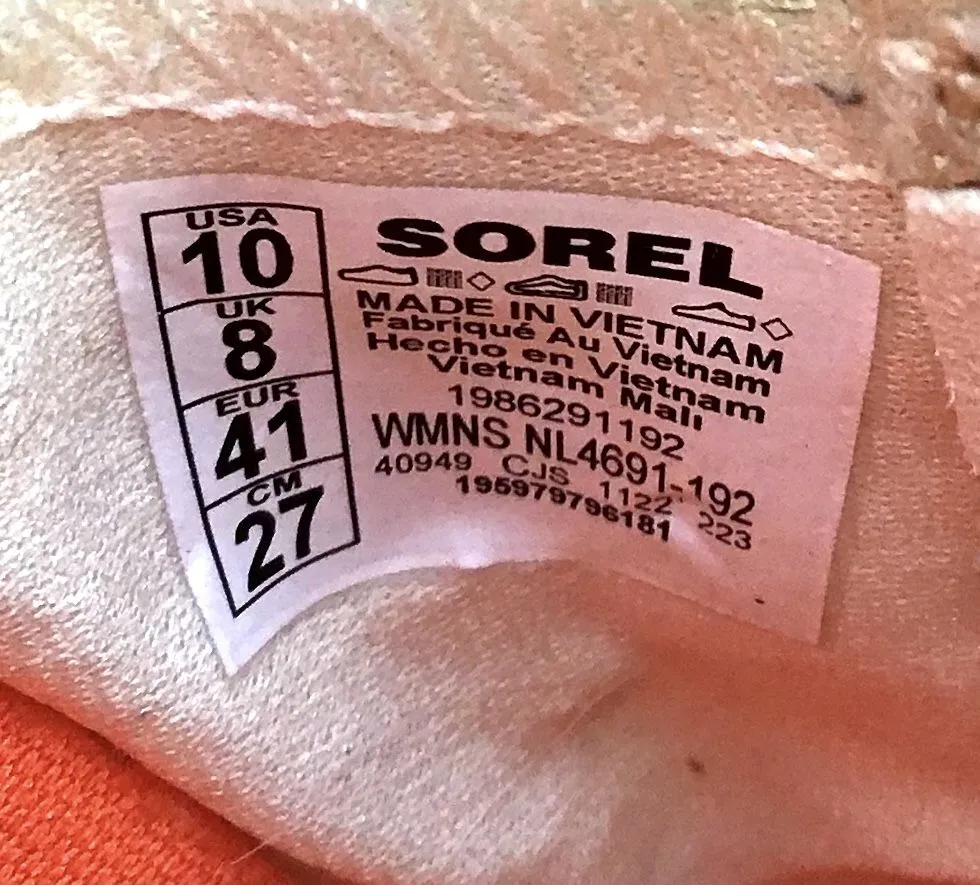 USA
10
UK
8
EUR
41
CM
27
SOREL
MADE IN VIETNAM
Fabriqué Au Vietnam
Hecho en Vietnam
Vietnam Malı
1986291192
WMNS NL4691-192
40949 CJS 1122 223
195979796181